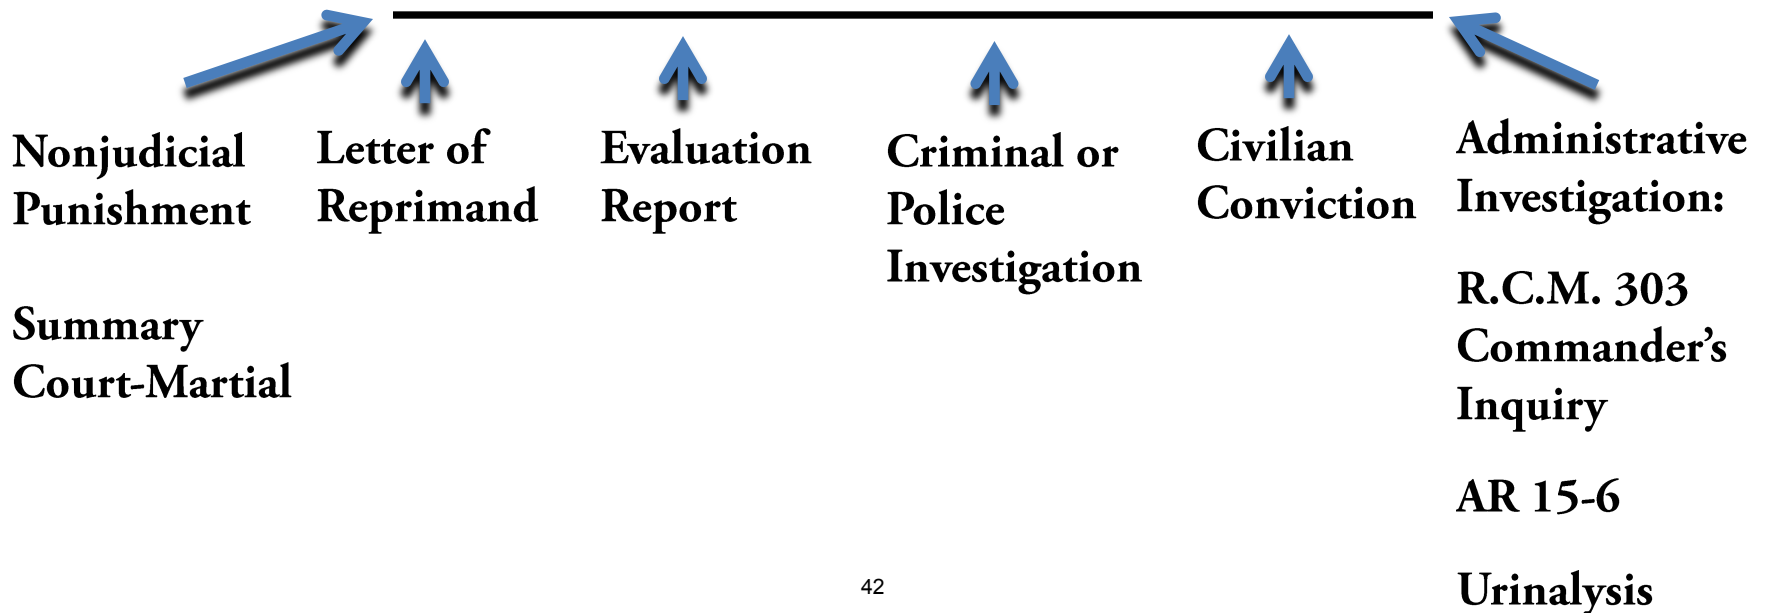 Nonjudicial
Punishment
Summary
Court-Martial
Letter of
Reprimand
Evaluation
Report
Criminal or
Police
Investigation
Civilian
Conviction
Administrative
Investigation:
R.C.M. 303
Commander’s
Inquiry
AR 15-6
Urinalysis
42